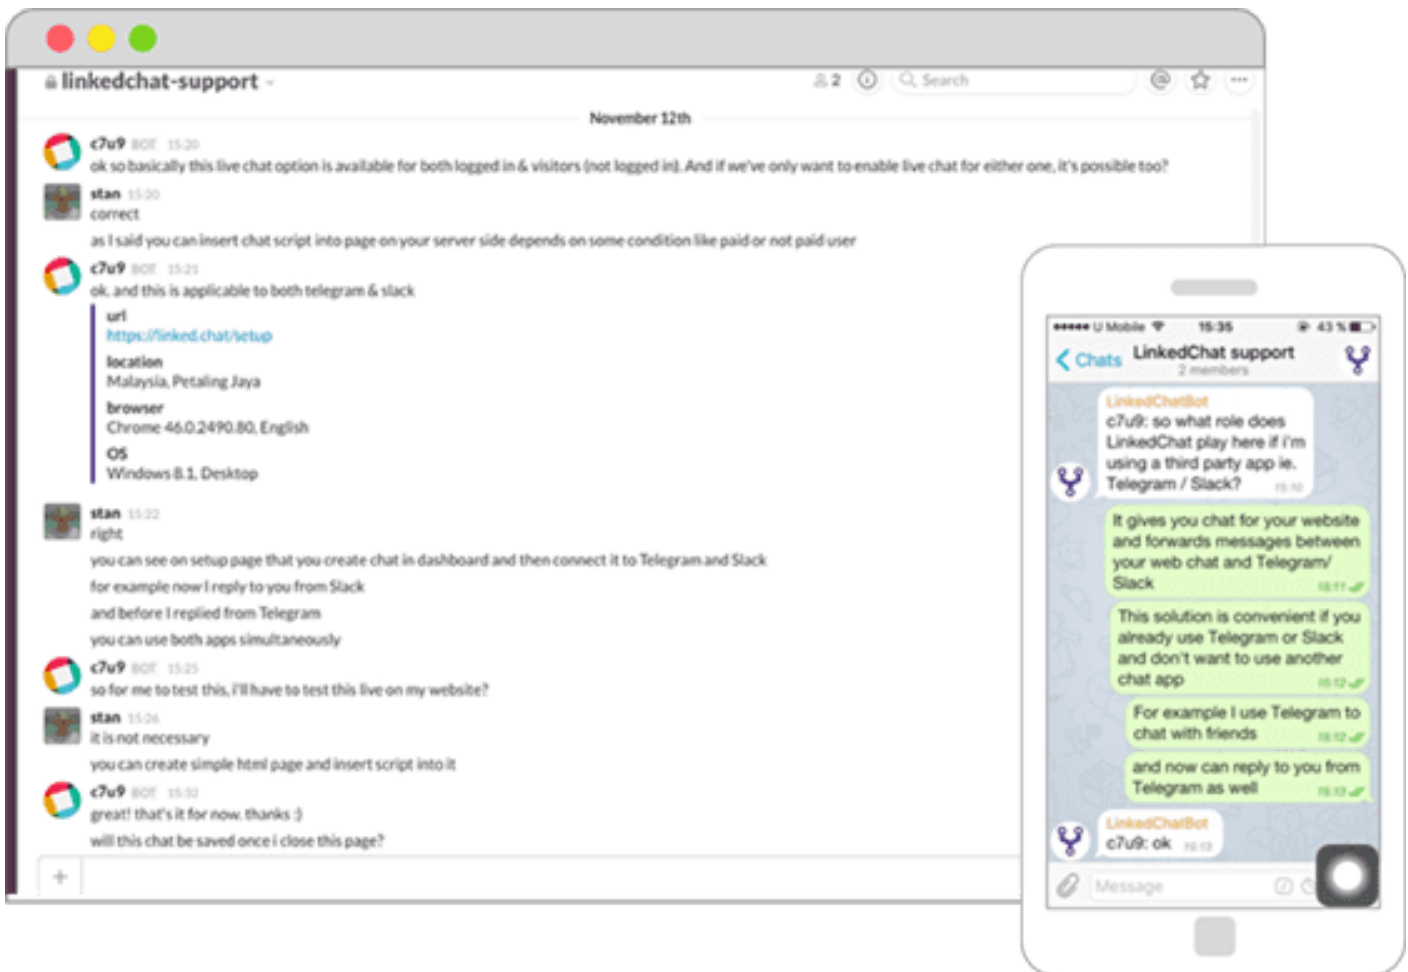 linkedchat-support
2
Search
November 12th
c7u9 BOT 15:20
ok so basically this live chat option is available for both logged in & visitors (not logged in). And if we've only want to enable live chat for either one, it's possible too?
stan 15:20
correct
as I said you can insert chat script into page on your server side depends on some condition like paid or not paid user
c7u9 BOT 15:21
ok, and this is applicable to both telegram & slack
url
https://linked.chat/setup
location
Malaysia, Petaling Jaya
browser
Chrome 46.0.2490.80, English
OS
Windows 8.1, Desktop
stan 15:22
right
you can see on setup page that you create chat in dashboard and then connect it to Telegram and Slack
for example now I reply to you from Slack
and before I replied from Telegram
you can use both apps simultaneously
c7u9 BOT 15:25
so for me to test this, i'll have to test this live on my website?
stan 15:26
it is not necessary
you can create simple html page and insert script into it
c7u9 BOT 15:32
great! that's it for now. thanks :)
will this chat be saved once i close this page?
U Mobile 15:35 43 %
Chats LinkedChat support
2 members
LinkedChatBot
c7u9: so what role does
LinkedChat play here if i'm
using a third party app ie.
Telegram / Slack? 15:10
It gives you chat for your website
and forwards messages between
your web chat and Telegram/
Slack 15:11
This solution is convenient if you
already use Telegram or Slack
and don't want to use another
chat app 15:12
For example I use Telegram to
chat with friends 15:12
and now can reply to you from
Telegram as well 15:13
LinkedChatBot
c7u9: ok 15:13
Message